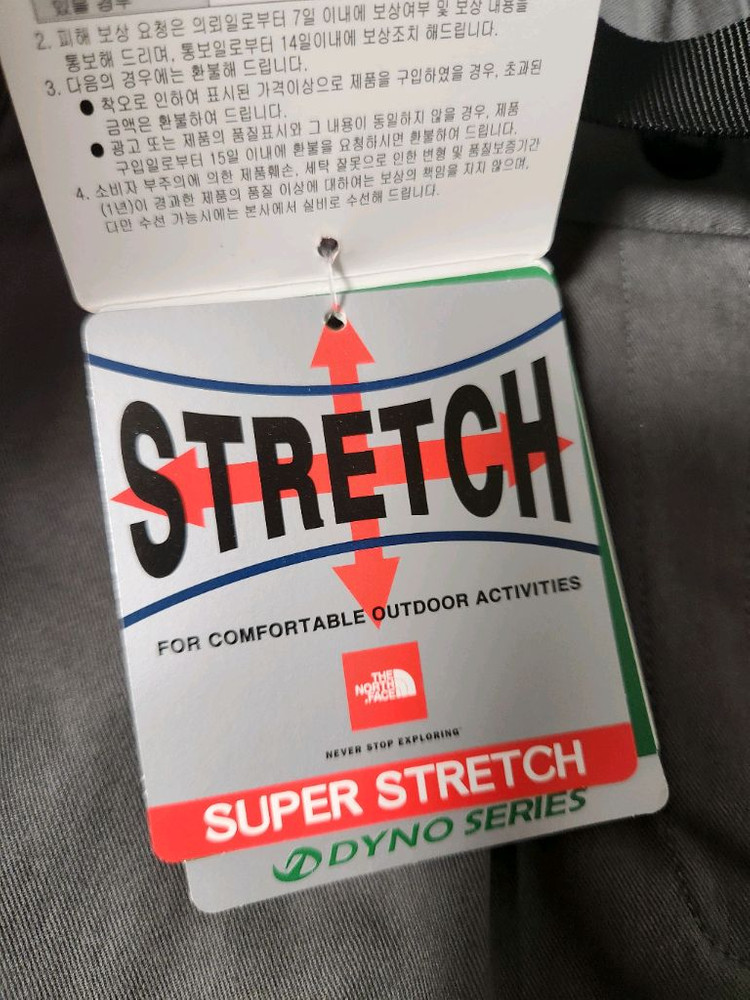 있을 경우
2. 피해 보상 요청은 의뢰일로부터 7일 이내에 보상여부 및 보상 내용을
통보해 드리며, 통보일로부터 14일이내에 보상조치 해드립니다.
3. 다음의 경우에는 환불해 드립니다.
● 착오로 인하여 표시된 가격이상으로 제품을 구입하였을 경우, 초과된
금액은 환불하여 드립니다.
● 광고 또는 제품의 품질표시와 그 내용이 동일하지 않을 경우, 제품
구입일로부터 15일 이내에 환불을 요청하시면 환불하여 드립니다.
4. 소비자 부주의에 의한 제품훼손, 세탁 잘못으로 인한 변형 및 품질보증기간
(1년)이 경과한 제품의 품질 이상에 대하여는 보상의 책임을 지지 않으며,
다만 수선 가능시에는 본사에서 실비로 수선해 드립니다.
STRETCH
FOR COMFORTABLE OUTDOOR ACTIVITIES
THE
NORTH
FACE
NEVER STOP EXPLORING™
SUPER STRETCH
DYNO SERIES